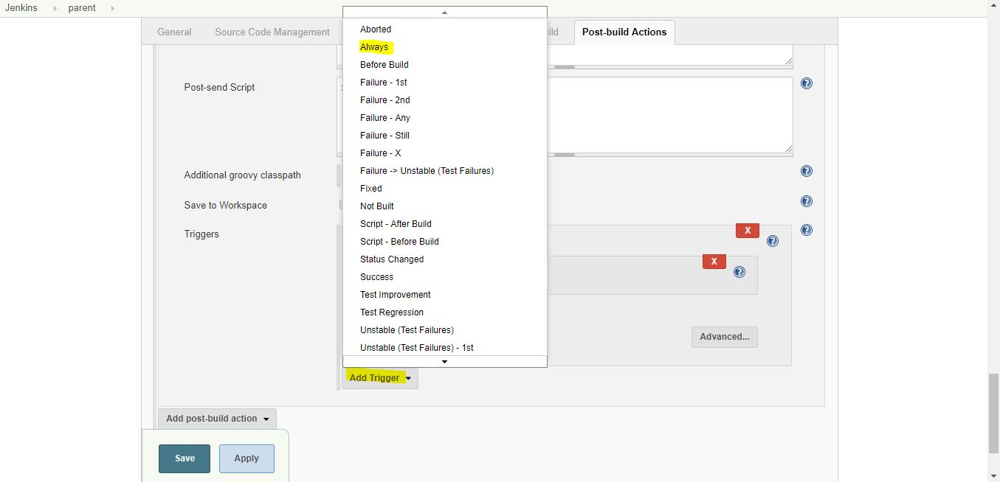 Jenkins parent
General Source Code Management ild Post-build Actions
Aborted
Always
Before Build
Post-send Script
Failure - 1st
Failure - 2nd
Failure - Any
Failure - Still
Failure - X
Failure -> Unstable (Test Failures)
Additional groovy classpath
Fixed
Save to Workspace
Not Built
Script - After Build
Triggers
X
Script - Before Build
Status Changed
X
Success
Test Improvement
Test Regression
Unstable (Test Failures)
Advanced...
Unstable (Test Failures) - 1st
Add Trigger
Add post-build action
Save Apply